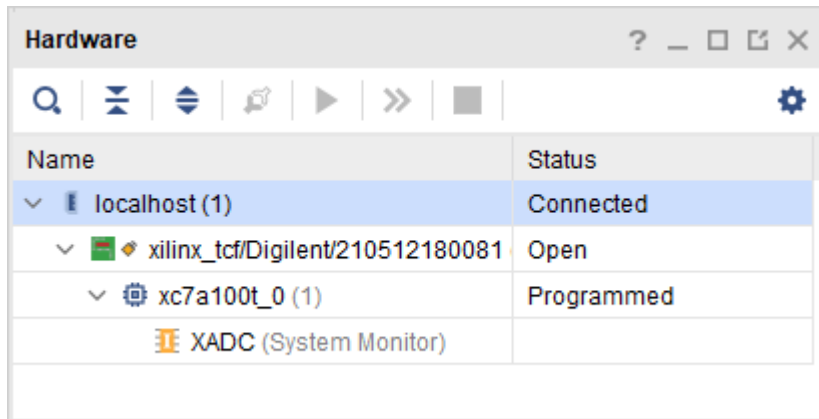 Hardware
Name Status
localhost (1) Connected
xilinx_tcf/Digilent/210512180081 Open
xc7a100t_0 (1) Programmed
XADC (System Monitor)